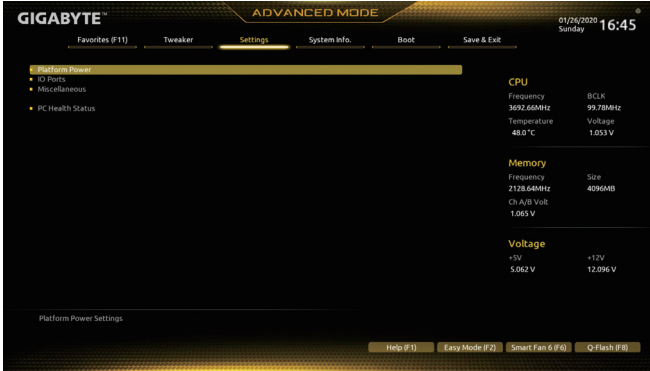 GIGABYTE™
ADVANCED MODE
01/26/2020
Sunday
16:45
Favorites (F11) Tweaker Settings System Info. Boot Save & Exit
Platform Power
IO Ports
Miscellaneous
PC Health Status
CPU
Frequency BCLK
3692.66MHz 99.78MHz
Temperature Voltage
48.0 °C 1.053 V
Memory
Frequency Size
2128.64MHz 4096MB
Ch A/B Volt
1.065 V
Voltage
+5V +12V
5.062 V 12.096 V
Platform Power Settings
Help (F1) Easy Mode (F2) Smart Fan 6 (F6) Q-Flash (F8)